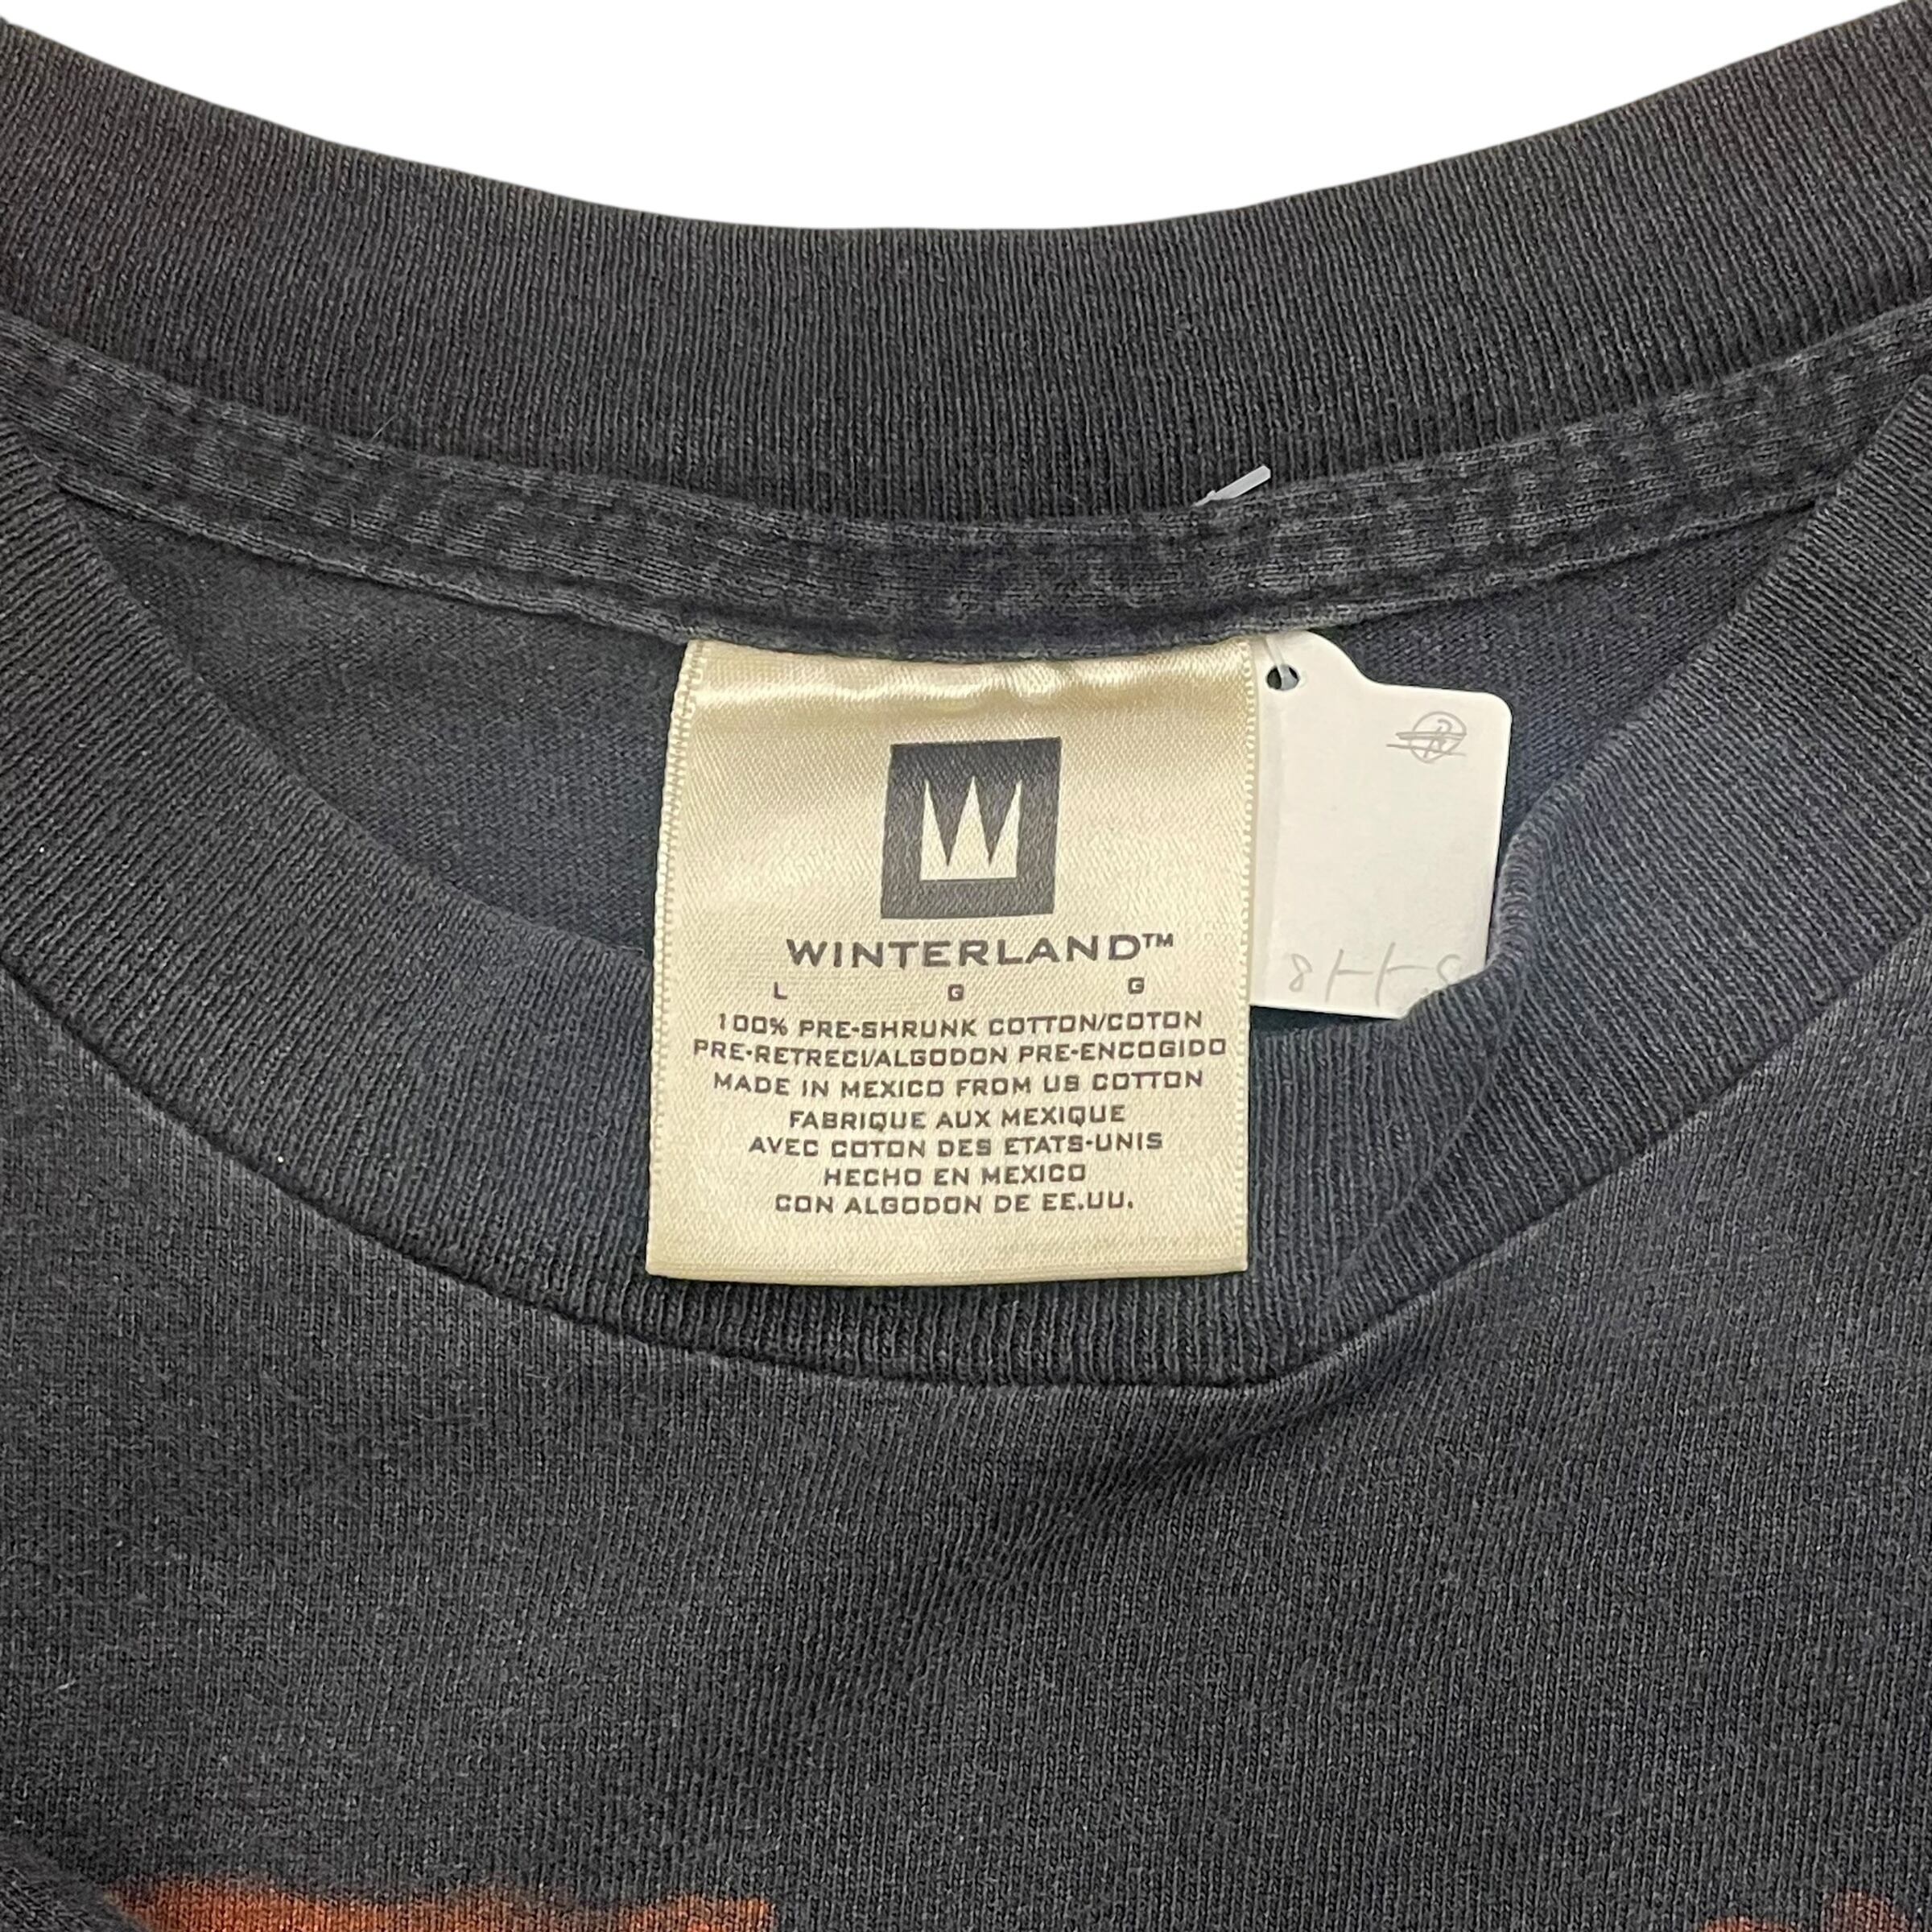 W
WINTERLAND™
L G G
100% PRE-SHRUNK COTTON/COTON
PRE-RETRECI/ALGODON PRE-ENCOGIDO
MADE IN MEXICO FROM US COTTON
FABRIQUE AUX MEXIQUE
AVEC COTON DES ETATS-UNIS
HECHO EN MEXICO
CON ALGODON DE EE.UU.